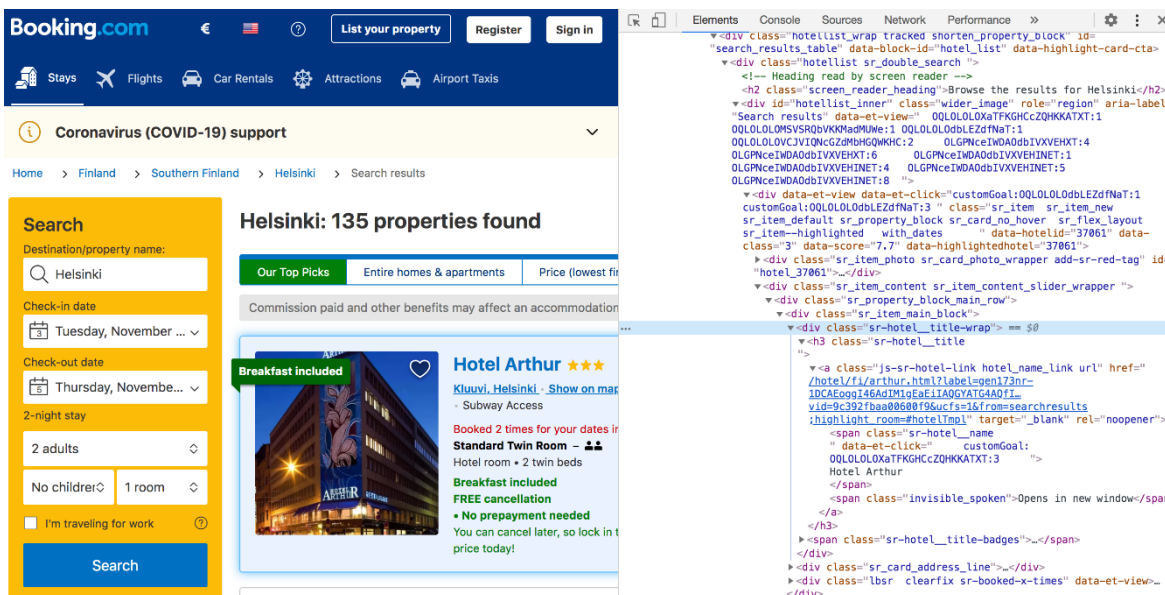 Booking.com
€
List your property
Register
Sign in
Stays
Flights
Car Rentals
Attractions
Airport Taxis
Coronavirus (COVID-19) support
Home > Finland > Southern Finland > Helsinki > Search results
Search
Destination/property name:
Helsinki
Check-in date
3
Tuesday, November ...
Check-out date
5
Thursday, Novembe...
2-night stay
2 adults
No children
1 room
I'm traveling for work
Search
Helsinki: 135 properties found
Our Top Picks
Entire homes & apartments
Price (lowest fir
Commission paid and other benefits may affect an accommodation
Breakfast included
ARTHUR
Hotel Arthur
Kluuvi, Helsinki · Show on map
· Subway Access
Booked 2 times for your dates in
Standard Twin Room –
Hotel room • 2 twin beds
Breakfast included
FREE cancellation
• No prepayment needed
You can cancel later, so lock in t
price today!
Elements Console Sources Network Performance »
▼<div class="hotellist_wrap tracked shorten_property_block" id=
"search_results_table" data-block-id="hotel_list" data-highlight-card-cta>
▼<div class="hotellist sr_double_search ">
<!-- Heading read by screen reader -->
<h2 class="screen_reader_heading">Browse the results for Helsinki</h2>
▼<div id="hotellist_inner" class="wider_image" role="region" aria-label
"Search results" data-et-view=" OQLOLOLOXaTFKGHCcZQHKKATXT:1
OQLOLOLOMSVSRQbVKKMadMUWe:1 OQLOLOLOdbLEZdfNaT:1
OQLOLOLOVCJVIQNcGZdMbHGQWKHC:2 OLGPNceIWDAOdbIVXVEHXT:4
OLGPNceIWDAOdbIVXVEHXT:6 OLGPNceIWDAOdbIVXVEHINET:1
OLGPNceIWDAOdbIVXVEHINET:4 OLGPNceIWDAOdbIVXVEHINET:5
OLGPNceIWDAOdbIVXVEHINET:8 ">
▼<div data-et-view data-et-click="customGoal:OQLOLOLOdbLEZdfNaT:1
customGoal:OQLOLOLOdbLEZdfNaT:3 " class="sr_item sr_item_new
sr_item_default sr_property_block sr_card_no_hover sr_flex_layout
sr_item--highlighted with_dates " data-hotelid="37061" data-
class="3" data-score="7.7" data-highlightedhotel="37061">
▶<div class="sr_item_photo sr_card_photo_wrapper add-sr-red-tag" id=
"hotel_37061">…</div>
▼<div class="sr_item_content sr_item_content_slider_wrapper ">
▼<div class="sr_property_block_main_row">
▼<div class="sr_item_main_block">
... ▼<div class="sr-hotel__title-wrap"> == $0
▼<h3 class="sr-hotel__title
">
▼<a class="js-sr-hotel-link hotel_name_link url" href="
/hotel/fi/arthur.html?label=gen173nr-
1DCAEoggI46AdIM1gEaEiIAQGYATG4AQfI…
vid=9c392fbaa00600f9&ucfs=1&from=searchresults
;highlight_room=#hotelTmpl" target="_blank" rel="noopener">
<span class="sr-hotel__name
" data-et-click=" customGoal:
OQLOLOLOXaTFKGHCcZQHKKATXT:3 ">
Hotel Arthur
</span>
<span class="invisible_spoken">Opens in new window</spa
</a>
</h3>
▶<span class="sr-hotel__title-badges">…</span>
</div>
▶<div class="sr_card_address_line">…</div>
▶<div class="lbsr clearfix sr-booked-x-times" data-et-view>…
</div>